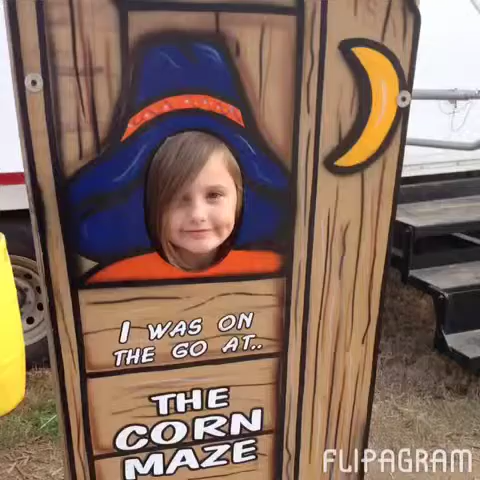 I WAS ON
THE GO AT..
THE
CORN
MAZE
FLIPAGRAM